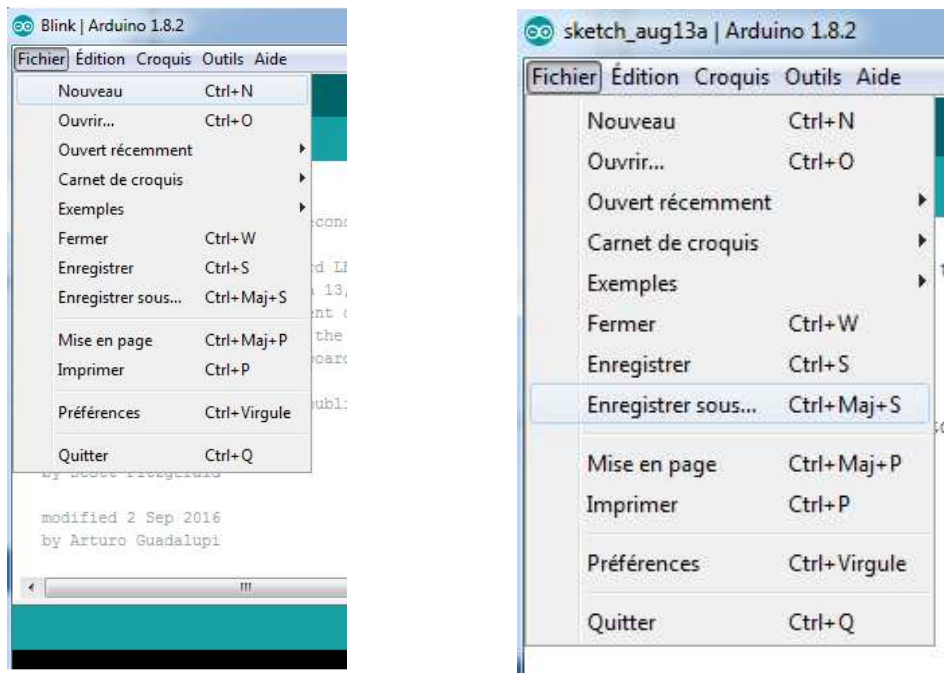 Blink | Arduino 1.8.2
Fichier Édition Croquis Outils Aide
Nouveau Ctrl+N
Ouvrir... Ctrl+O
Ouvert récemment
Carnet de croquis
Exemples
Fermer Ctrl+W
Enregistrer Ctrl+S
Enregistrer sous... Ctrl+Maj+S
Mise en page Ctrl+Maj+P
Imprimer Ctrl+P
Préférences Ctrl+Virgule
Quitter Ctrl+Q
modified 2 Sep 2016
by Arturo Guadalupi
sketch_aug13a | Arduino 1.8.2
Fichier Édition Croquis Outils Aide
Nouveau Ctrl+N
Ouvrir... Ctrl+O
Ouvert récemment
Carnet de croquis
Exemples
Fermer Ctrl+W
Enregistrer Ctrl+S
Enregistrer sous... Ctrl+Maj+S
Mise en page Ctrl+Maj+P
Imprimer Ctrl+P
Préférences Ctrl+Virgule
Quitter Ctrl+Q